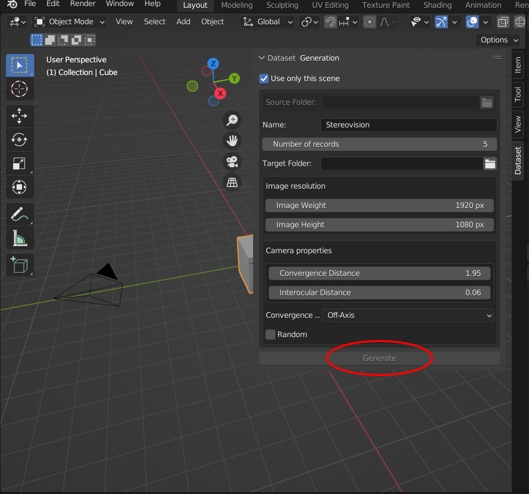 File Edit Render Window Help Layout Modeling Sculpting UV Editing Texture Paint Shading Animation Rendering
Object Mode View Select Add Object Global
Options
User Perspective
(1) Collection | Cube
Z
Y
X
Dataset Generation
Use only this scene
Source Folder:
Name: Stereovision
Number of records 5
Target Folder:
Image resolution
Image Weight 1920 px
Image Height 1080 px
Camera properties
Convergence Distance 1.95
Interocular Distance 0.06
Convergence ... Off-Axis
Random
Generate
Item
Tool
View
Dataset